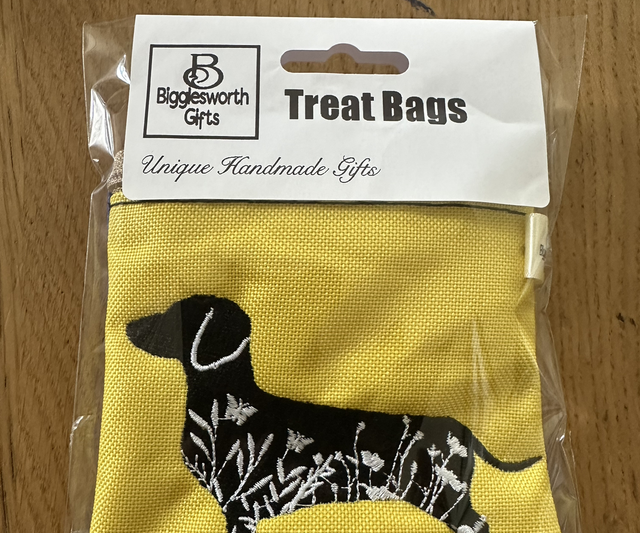 B
Bigglesworth
Gifts
Treat Bags
Unique Handmade Gifts